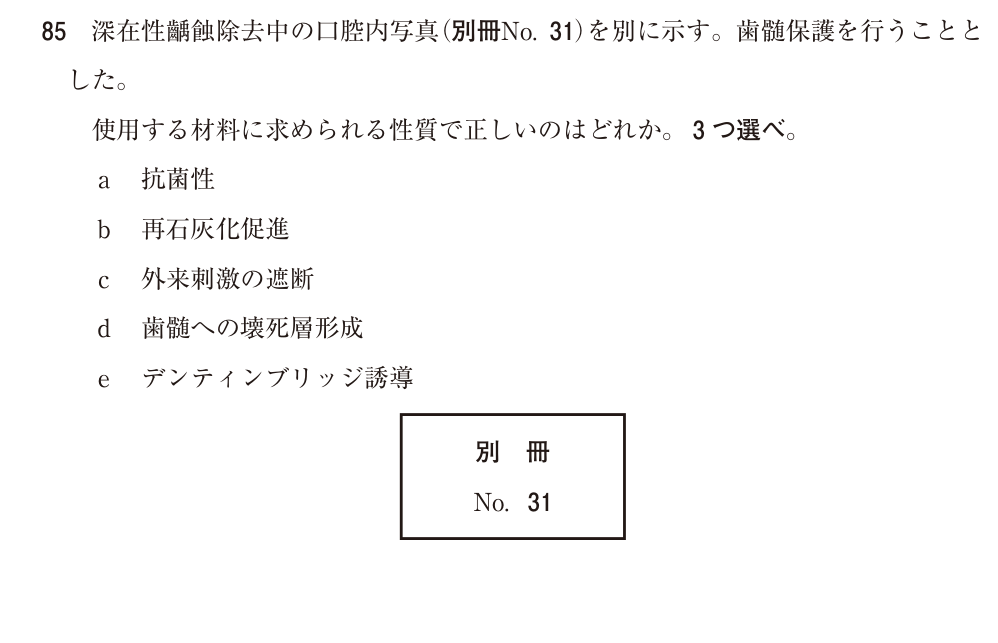 85 深在性齲蝕除去中の口腔内写真(別冊No. 31)を別に示す。歯髄保護を行うことと
した。
使用する材料に求められる性質で正しいのはどれか。3つ選べ。
a 抗菌性
b 再石灰化促進
c 外来刺激の遮断
d 歯髄への壊死層形成
e デンティンブリッジ誘導
別 冊
No. 31